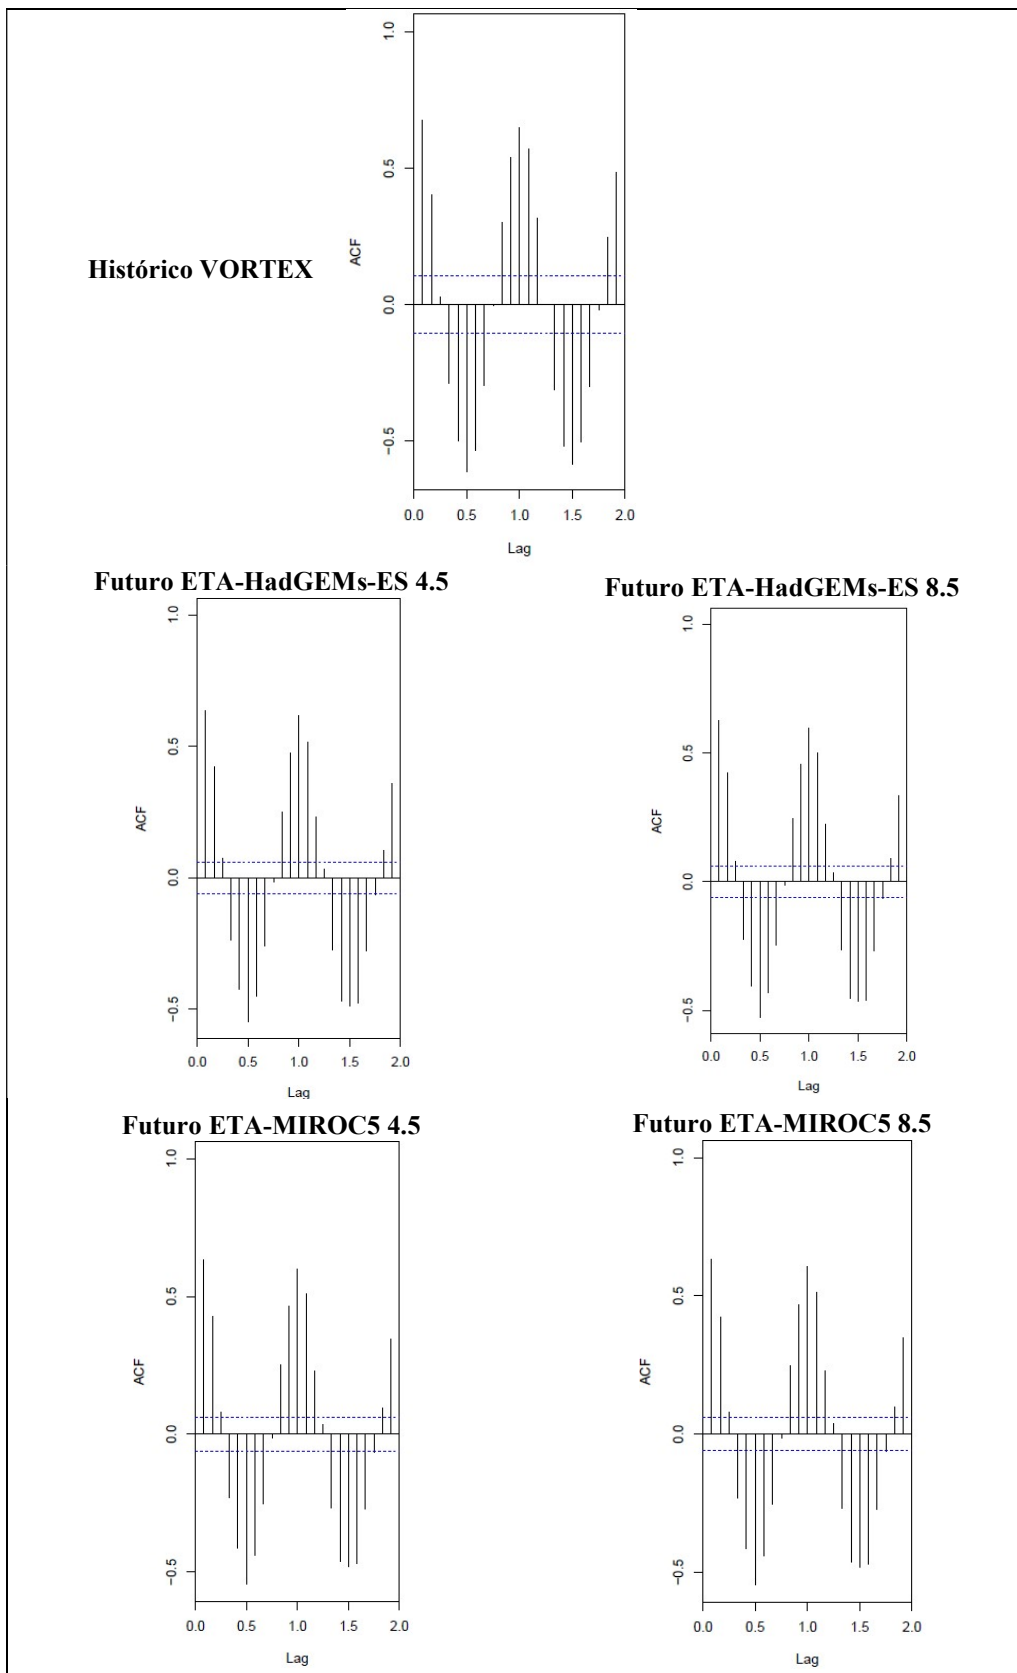 1.0
0.5
ACF
Histórico VORTEX
0.0
−0.5
0.0 0.5 1.0 1.5 2.0
Lag
Futuro ETA-HadGEMs-ES 4.5
1.0
0.5
ACF
0.0
−0.5
0.0 0.5 1.0 1.5 2.0
Lag
Futuro ETA-HadGEMs-ES 8.5
1.0
0.5
ACF
0.0
−0.5
0.0 0.5 1.0 1.5 2.0
Lag
Futuro ETA-MIROC5 4.5
1.0
0.5
ACF
0.0
−0.5
0.0 0.5 1.0 1.5 2.0
Lag
Futuro ETA-MIROC5 8.5
1.0
0.5
ACF
0.0
−0.5
0.0 0.5 1.0 1.5 2.0
Lag